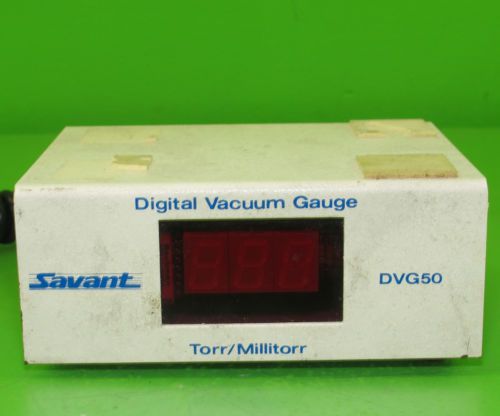 Digital Vacuum Gauge
Savant
DVG50
Torr/Millitorr